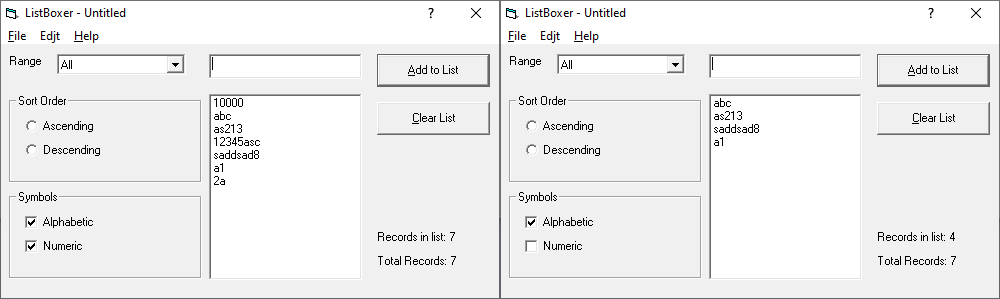 ListBoxer - Untitled ?
File Edit Help
Range All Add to List
Sort Order
Ascending
Descending
Symbols
Alphabetic
Numeric
10000
abc
as213
12345asc
saddsad8
a1
2a
Clear List
Records in list: 7
Total Records: 7
ListBoxer - Untitled ?
File Edit Help
Range All Add to List
Sort Order
Ascending
Descending
Symbols
Alphabetic
Numeric
abc
as213
saddsad8
a1
Clear List
Records in list: 4
Total Records: 7